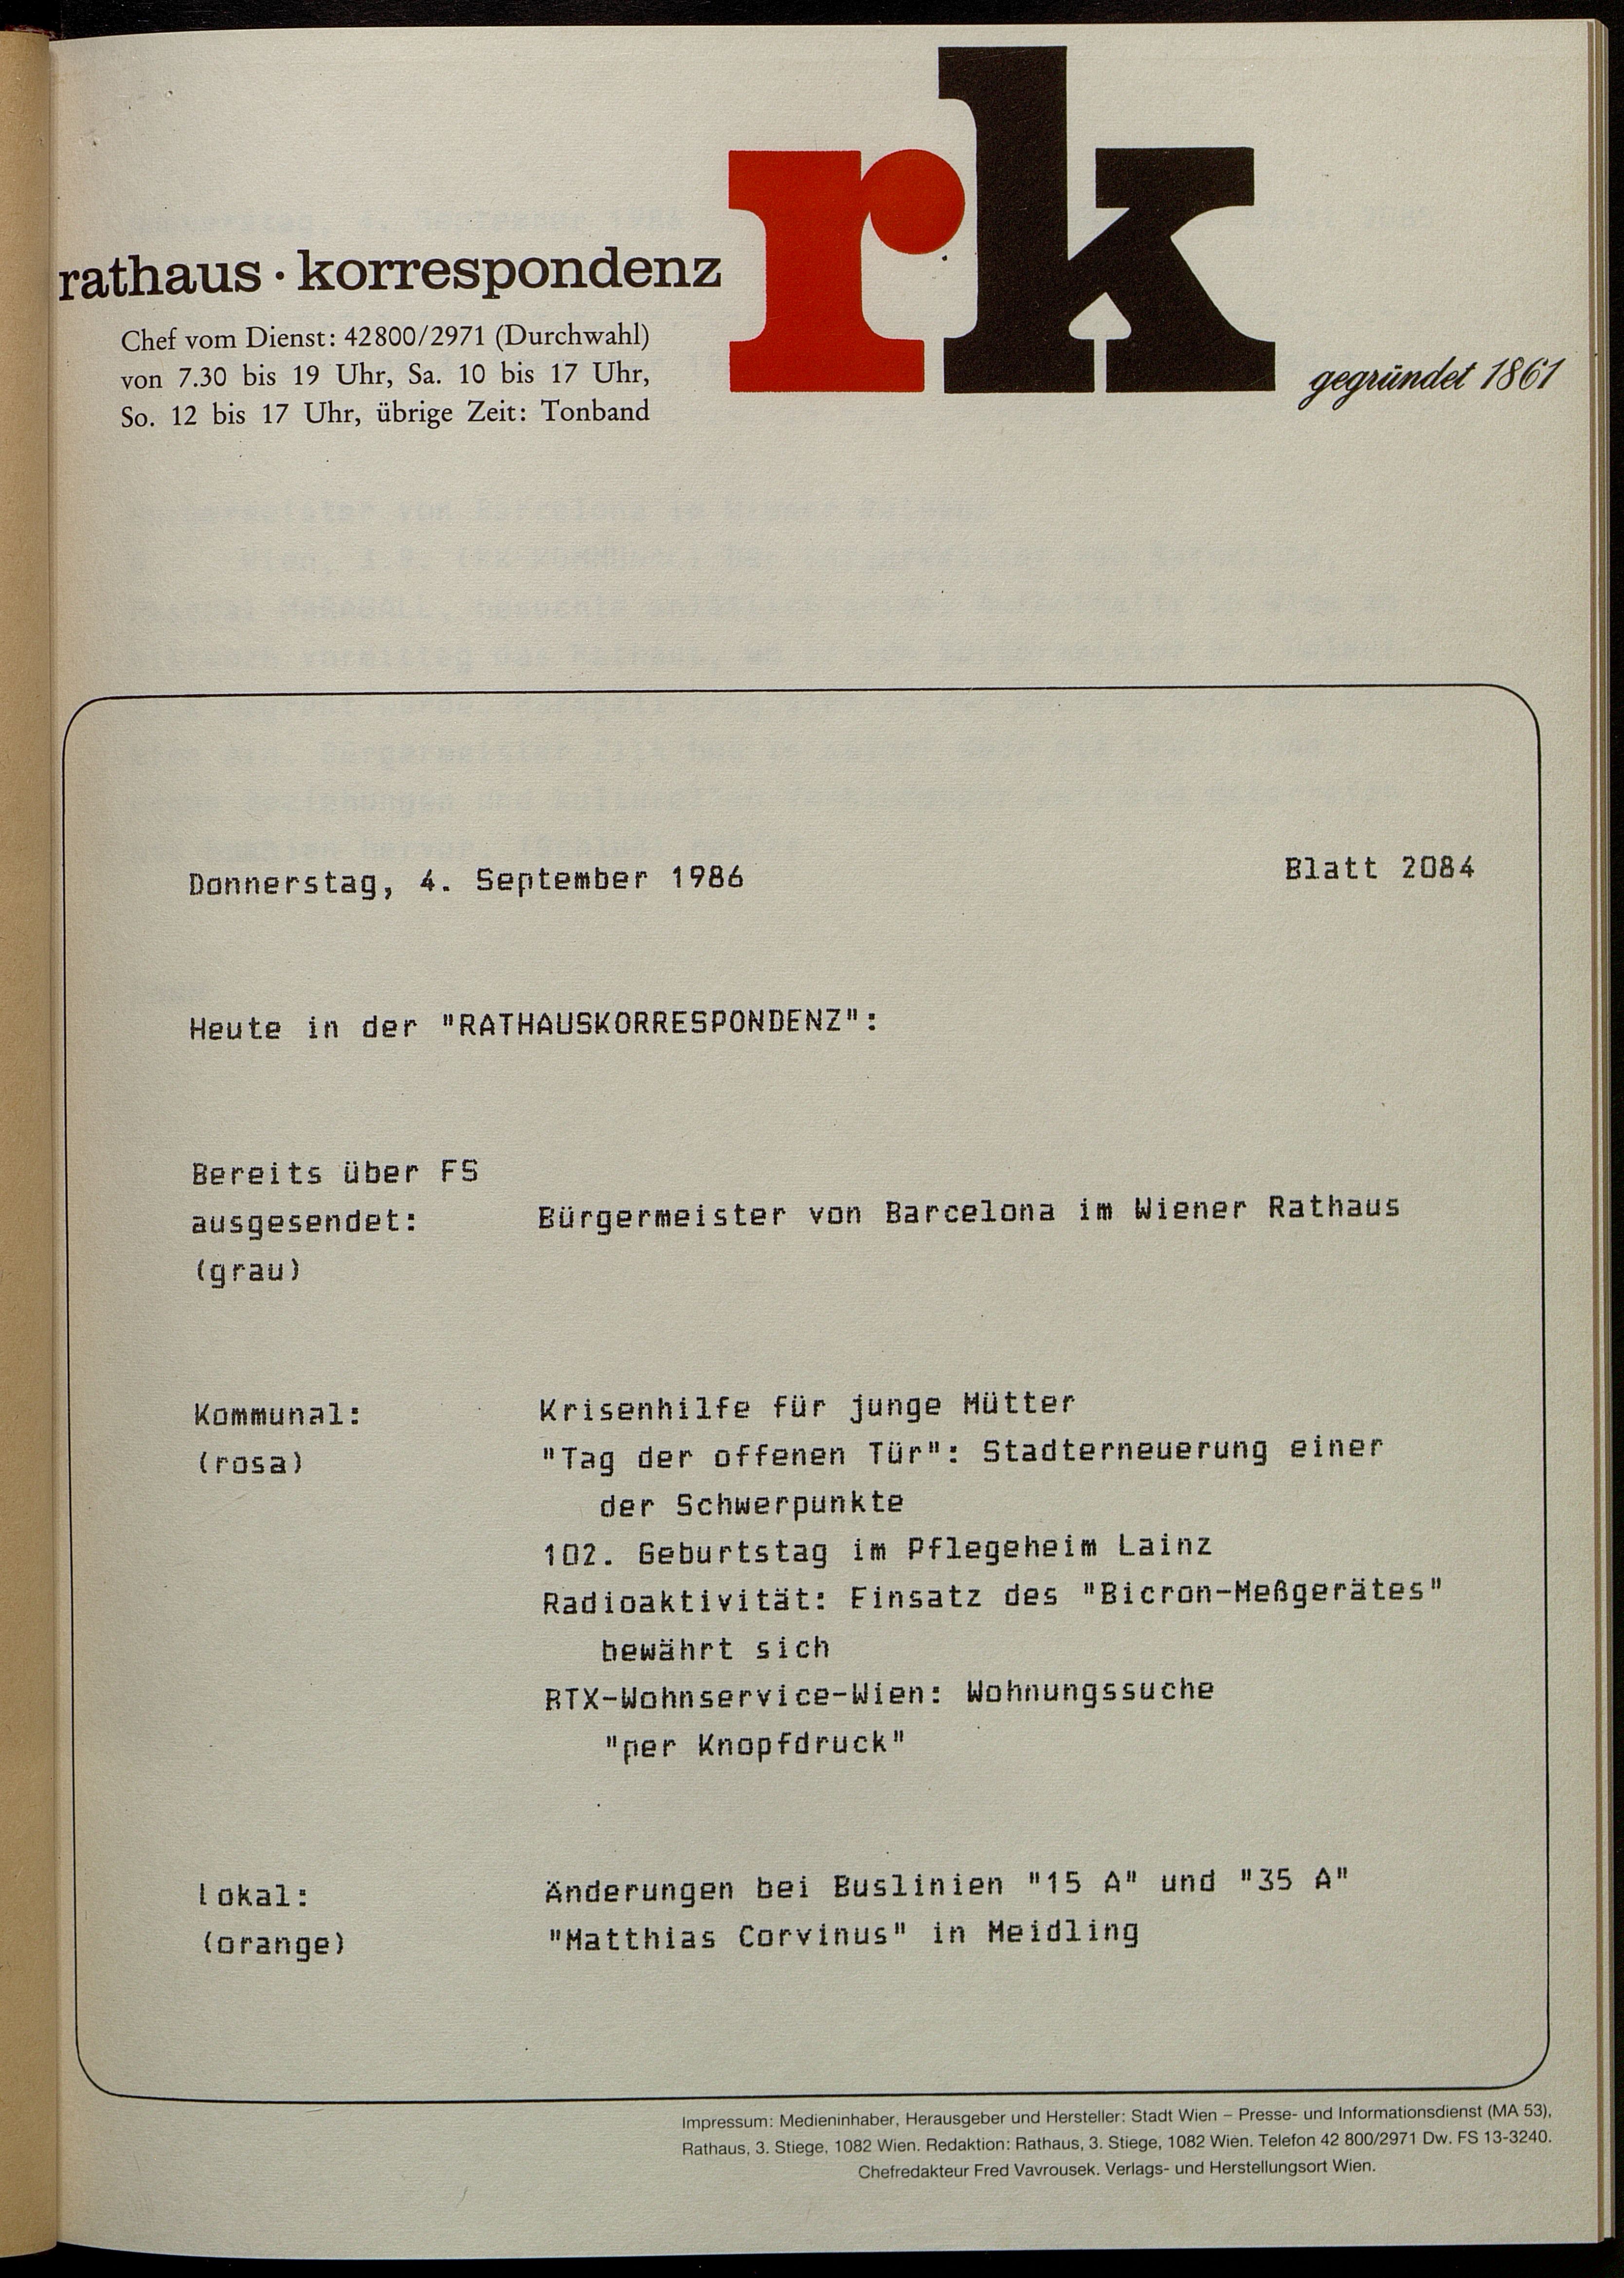 rk
rathaus · korrespondenz
Chef vom Dienst: 42800/2971 (Durchwahl)
von 7.30 bis 19 Uhr, Sa. 10 bis 17 Uhr,
So. 12 bis 17 Uhr, übrige Zeit: Tonband
gegründet 1861
Donnerstag, 4. September 1986 Blatt 2084
Heute in der "RATHAUSKORRESPONDENZ":
Bereits über FS
ausgesendet: Bürgermeister von Barcelona im Wiener Rathaus
(grau)
Kommunal: Krisenhilfe für junge Mütter
(rosa) "Tag der offenen Tür": Stadterneuerung einer
der Schwerpunkte
102. Geburtstag im Pflegeheim Lainz
Radioaktivität: Einsatz des "Bicron-Meßgerätes"
bewährt sich
BTX-Wohnservice-Wien: Wohnungssuche
"per Knopfdruck"
Lokal: Änderungen bei Buslinien "15 A" und "35 A"
(orange) "Matthias Corvinus" in Meidling
Impressum: Medieninhaber, Herausgeber und Hersteller: Stadt Wien – Presse- und Informationsdienst (MA 53),
Rathaus, 3. Stiege, 1082 Wien. Redaktion: Rathaus, 3. Stiege, 1082 Wien. Telefon 42 800/2971 Dw. FS 13-3240.
Chefredakteur Fred Vavrousek. Verlags- und Herstellungsort Wien.